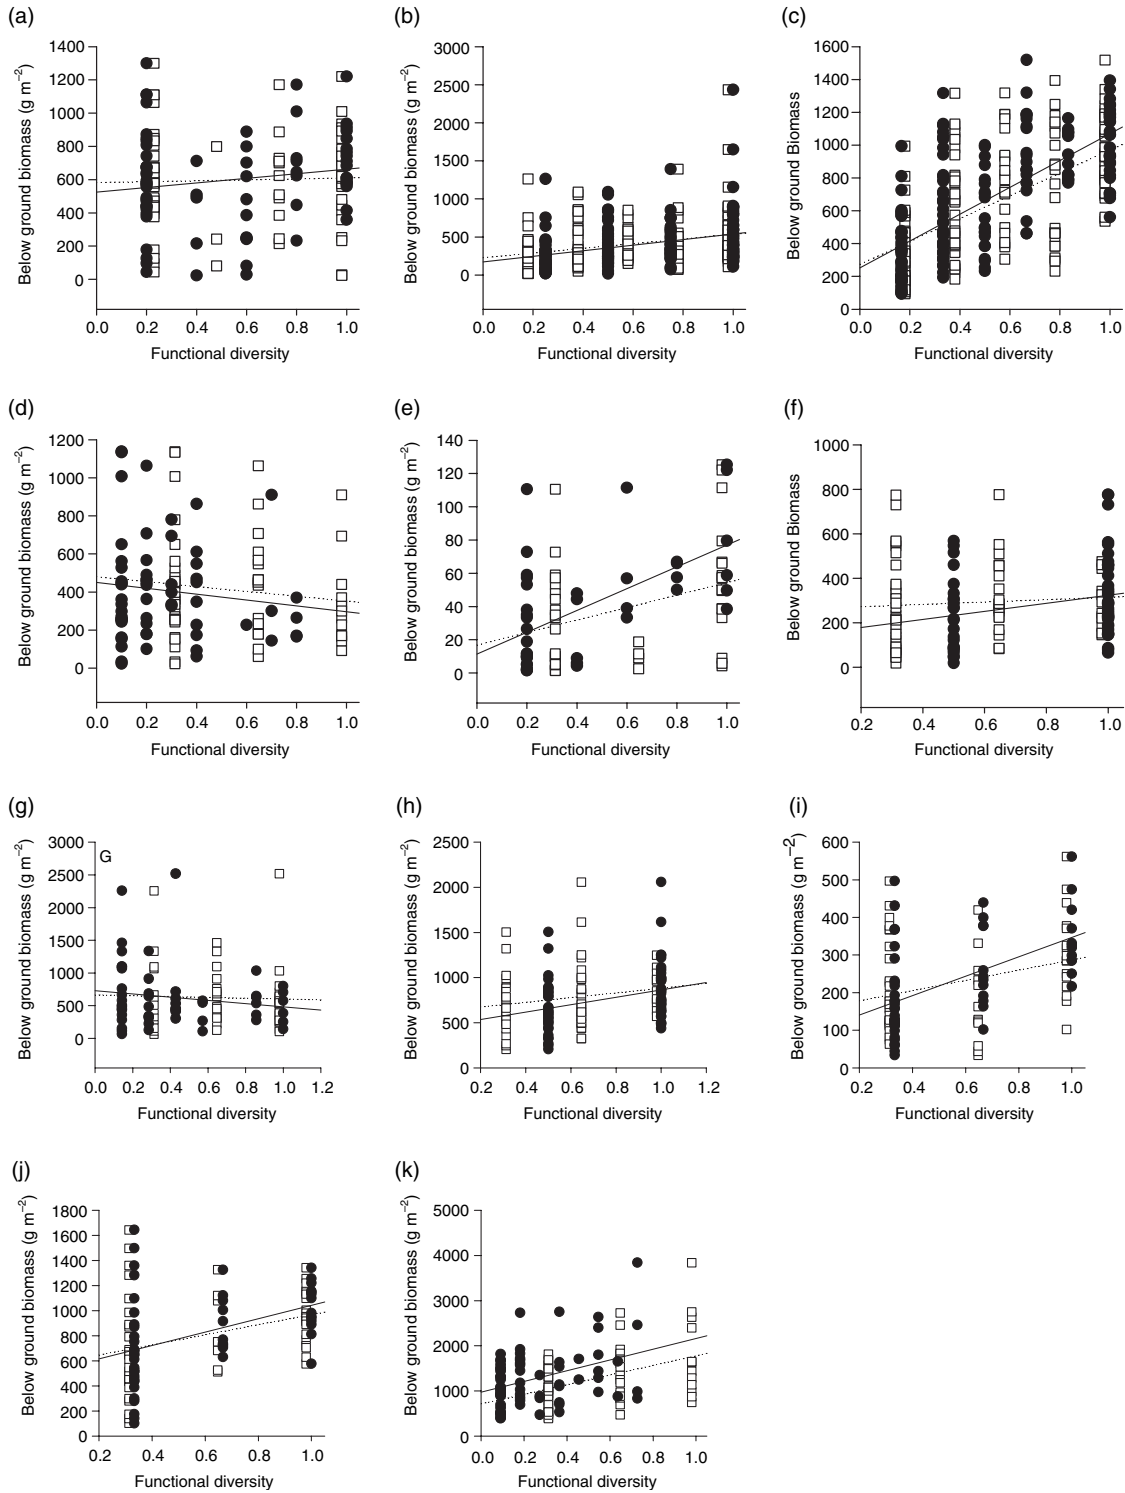 (a)
Below ground biomass (g m⁻²)
1400
1200
1000
800
600
400
200
0
0.0 0.2 0.4 0.6 0.8 1.0
Functional diversity
(b)
Below ground biomass (g m⁻²)
3000
2500
2000
1500
1000
500
0
0.0 0.2 0.4 0.6 0.8 1.0
Functional diversity
(c)
Below ground Biomass
1600
1400
1200
1000
800
600
400
200
0
0 0.2 0.4 0.6 0.8 1.0
Functional diversity
(d)
Below ground biomass (g m⁻²)
1200
1000
800
600
400
200
0
0.0 0.2 0.4 0.6 0.8 1.0
Functional diversity
(e)
Below ground biomass (g m⁻²)
140
120
100
80
60
40
20
0
0.0 0.2 0.4 0.6 0.8 1.0
Functional diversity
(f)
Below ground Biomass
1000
800
600
400
200
0
0.2 0.4 0.6 0.8 1.0
Functional diversity
(g)
Below ground biomass (g m⁻²)
G
3000
2500
2000
1500
1000
500
0
0.0 0.2 0.4 0.6 0.8 1.0 1.2
Functional diversity
(h)
Below ground biomass (g m⁻²)
2500
2000
1500
1000
500
0
0.2 0.4 0.6 0.8 1.0 1.2
Functional diversity
(i)
Below ground biomass (g m⁻²)
600
500
400
300
200
100
0
0.2 0.4 0.6 0.8 1.0
Functional diversity
(j)
Below ground biomass (g m⁻²)
1800
1600
1400
1200
1000
800
600
400
200
0
0.2 0.4 0.6 0.8 1.0
Functional diversity
(k)
Below ground biomass (g m⁻²)
5000
4000
3000
2000
1000
0
0.0 0.2 0.4 0.6 0.8 1.0
Functional diversity